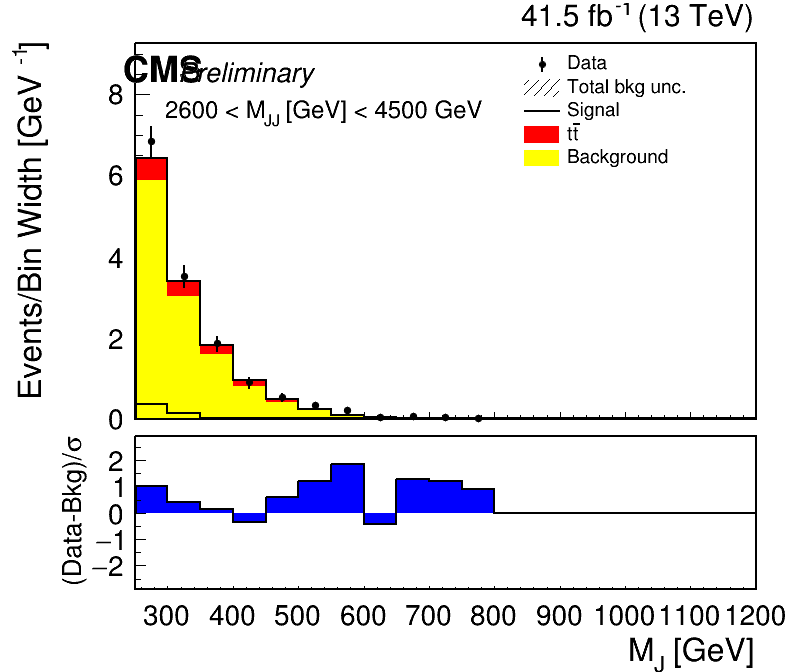 41.5 fb⁻¹ (13 TeV)
CMS Preliminary
2600 < M_JJ [GeV] < 4500 GeV
Data
Total bkg unc.
Signal
tt̄
Background
Events/Bin Width [GeV⁻¹]
8
6
4
2
0
(Data-Bkg)/σ
2
1
0
−1
−2
300 400 500 600 700 800 900 1000 1100 1200
M_J [GeV]